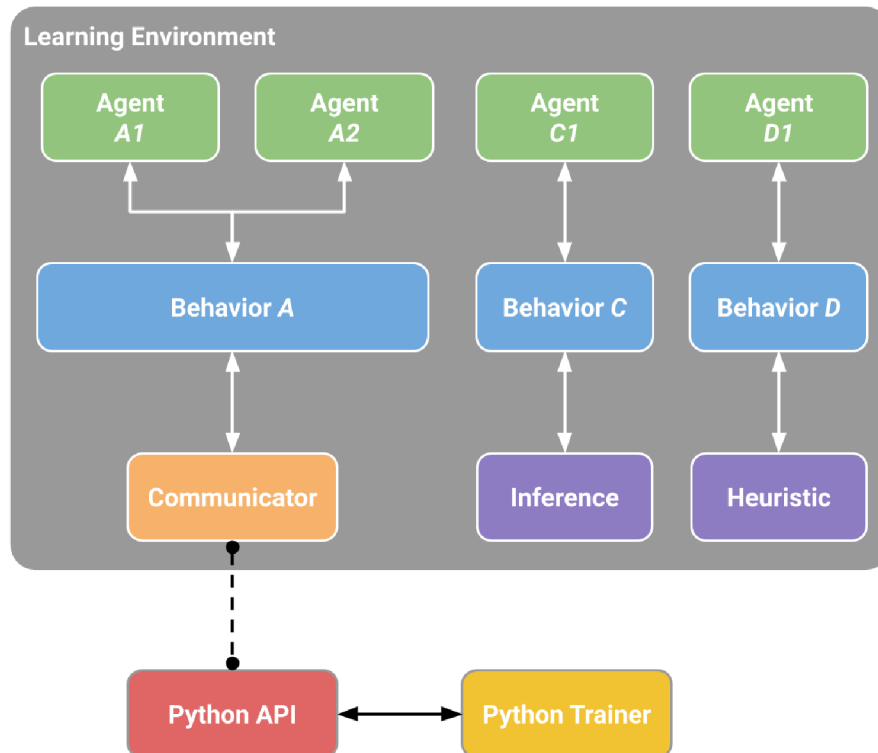 Learning Environment
Agent
A1
Agent
A2
Agent
C1
Agent
D1
Behavior A
Behavior C
Behavior D
Communicator
Inference
Heuristic
Python API
Python Trainer